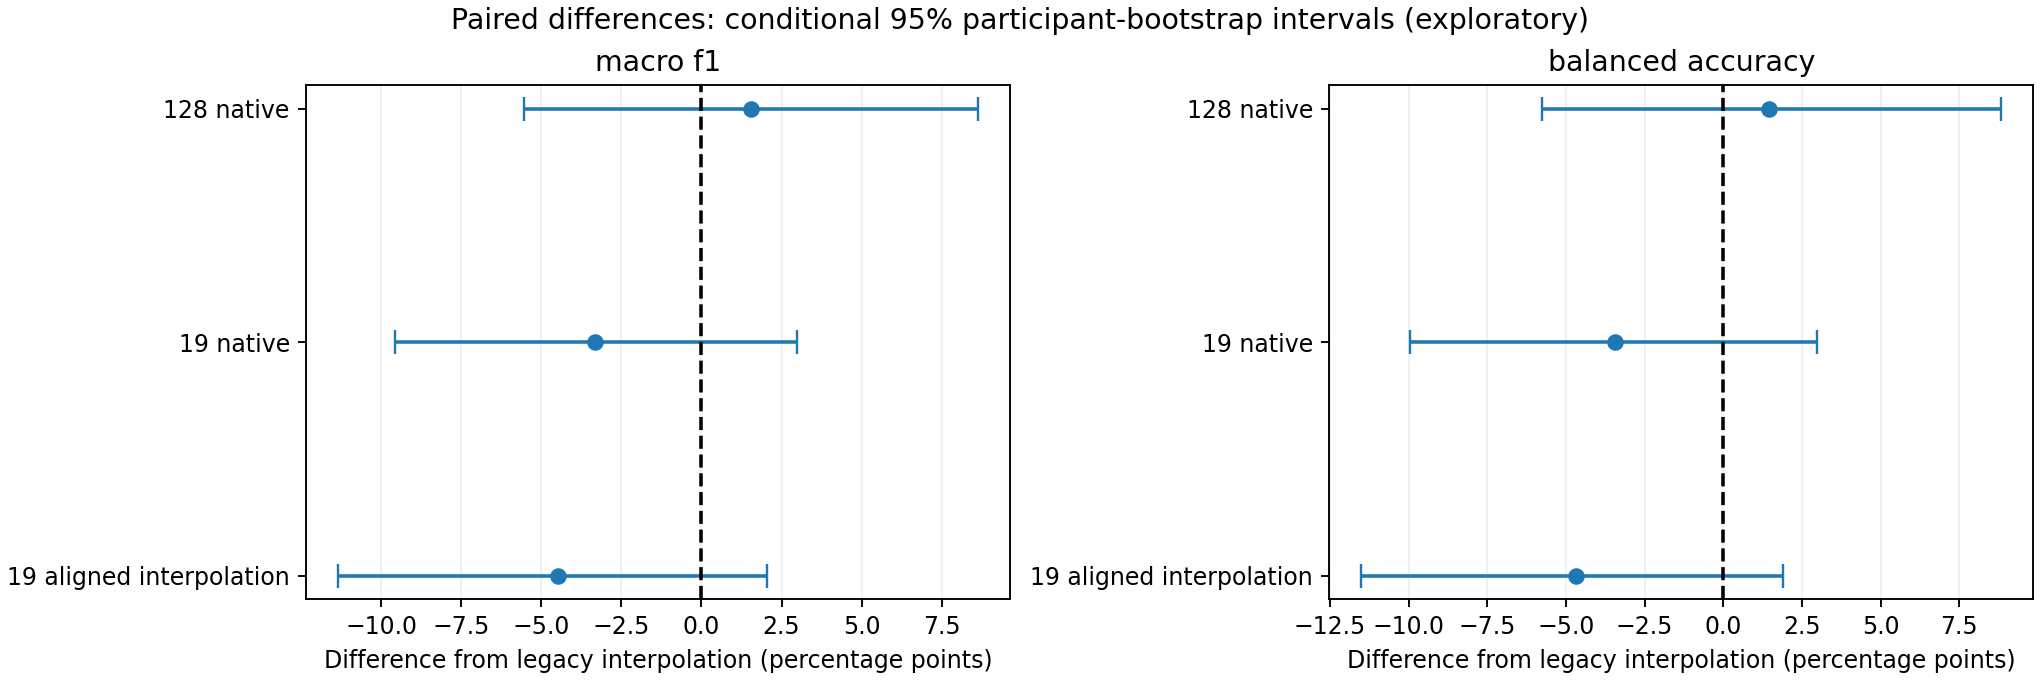 Paired differences: conditional 95% participant-bootstrap intervals (exploratory)
macro f1
128 native
19 native
19 aligned interpolation
−10.0 −7.5 −5.0 −2.5 0.0 2.5 5.0 7.5
Difference from legacy interpolation (percentage points)
balanced accuracy
128 native
19 native
19 aligned interpolation
−12.5 −10.0 −7.5 −5.0 −2.5 0.0 2.5 5.0 7.5
Difference from legacy interpolation (percentage points)